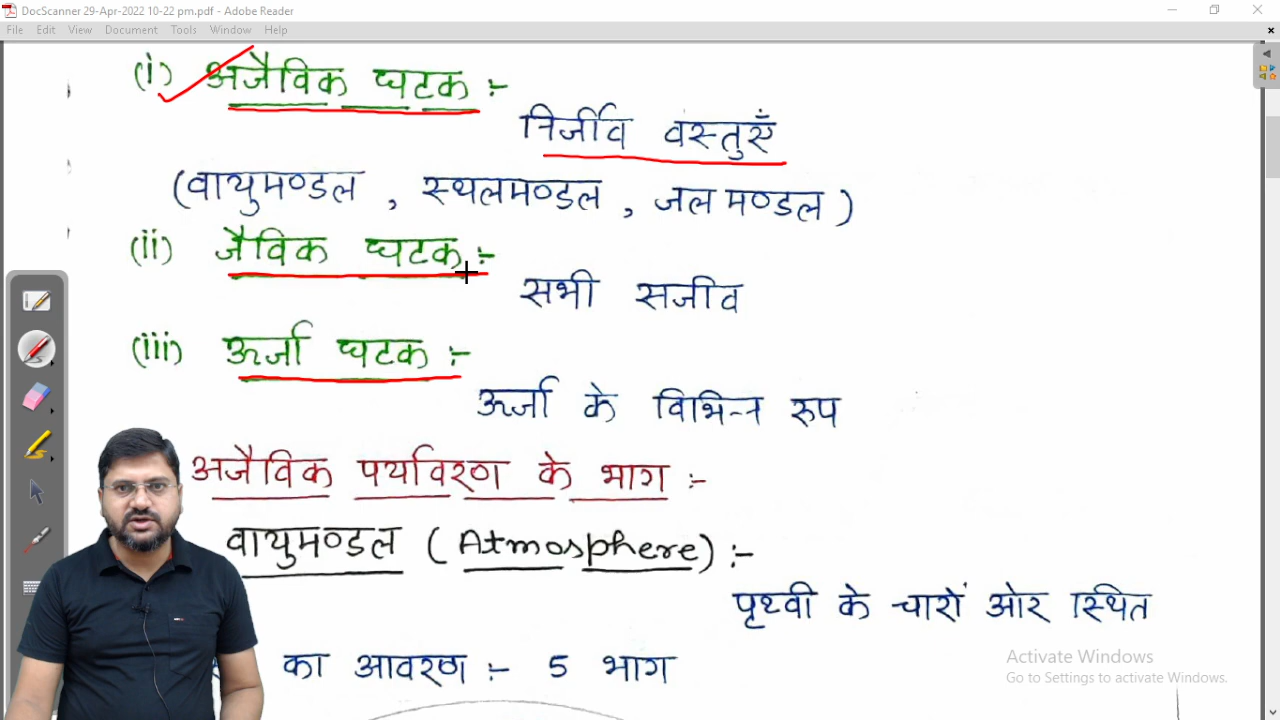 DocScanner 29-Apr-2022 10-22 pm.pdf - Adobe Reader
File Edit View Document Tools Window Help
(i) अजैविक घटक :-
निर्जीव वस्तुएँ
(वायुमण्डल , स्थलमण्डल , जल मण्डल )
(ii) जैविक घटक :-
सभी सजीव
(iii) ऊर्जा घटक :-
ऊर्जा के विभिन्न रुप
अजैविक पर्यावरण के भाग :-
वायुमण्डल ( Atmosphere) :-
पृथ्वी के चारों ओर स्थित
का आवरण :- 5 भाग
Activate Windows
Go to Settings to activate Windows.